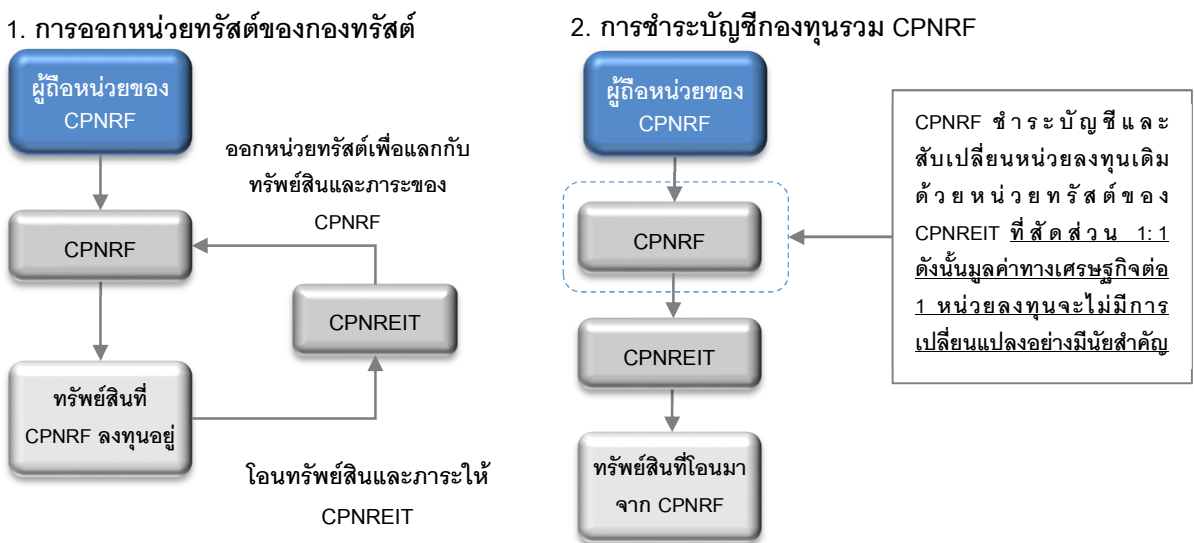 1. การออกหน่วยทรัสต์ของกองทรัสต์
ผู้ถือหน่วยของ
CPNRF
ออกหน่วยทรัสต์เพื่อแลกกับ
ทรัพย์สินและภาระของ
CPNRF
CPNRF
CPNREIT
ทรัพย์สินที่
CPNRF ลงทุนอยู่
โอนทรัพย์สินและภาระให้
CPNREIT
2. การชำระบัญชีกองทุนรวม CPNRF
ผู้ถือหน่วยของ
CPNRF
CPNRF
CPNREIT
ทรัพย์สินที่โอนมา
จาก CPNRF
CPNRF ชำระบัญชีและ
สับเปลี่ยนหน่วยลงทุนเดิม
ด้วยหน่วยทรัสต์ของ
CPNREIT ที่สัดส่วน 1:1
ดังนั้นมูลค่าทางเศรษฐกิจต่อ
1 หน่วยลงทุนจะไม่มีการ
เปลี่ยนแปลงอย่างมีนัยสำคัญ